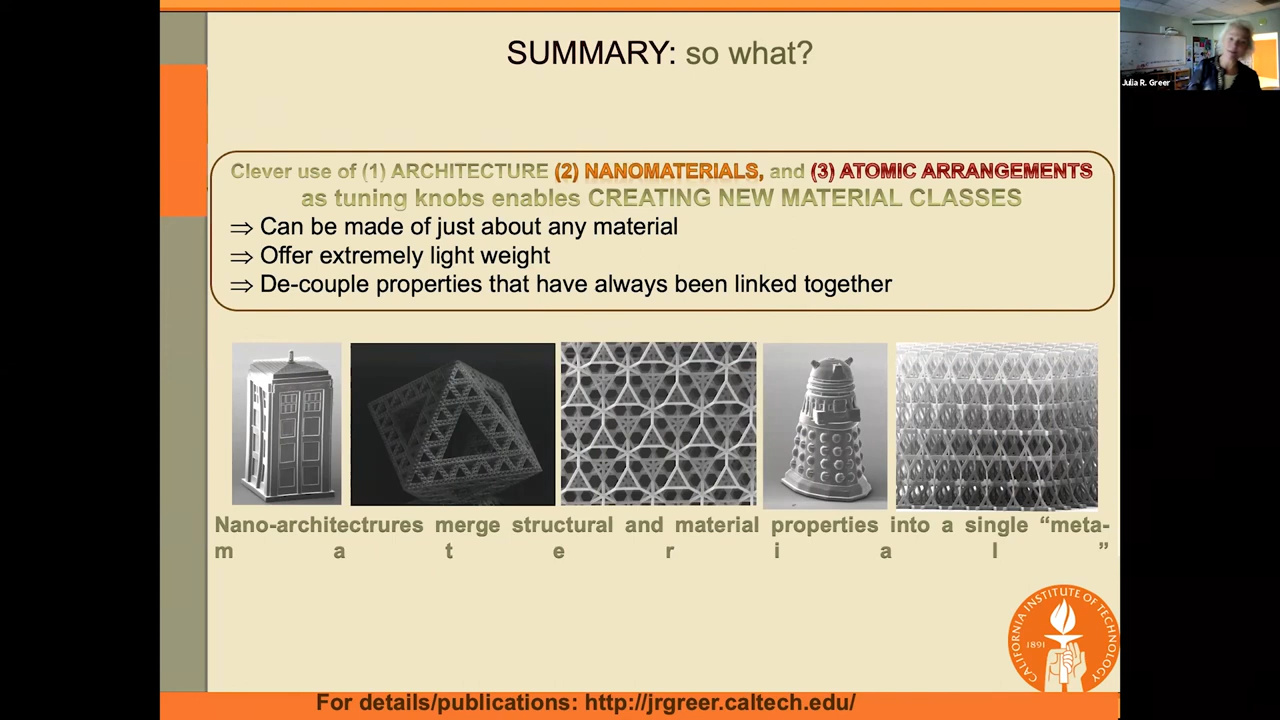 SUMMARY: so what?
Julia R. Greer
Clever use of (1) ARCHITECTURE (2) NANOMATERIALS, and (3) ATOMIC ARRANGEMENTS
as tuning knobs enables CREATING NEW MATERIAL CLASSES
⇒ Can be made of just about any material
⇒ Offer extremely light weight
⇒ De-couple properties that have always been linked together
Nano-architectrures merge structural and material properties into a single “meta-
m a t e r i a l ”
CALIFORNIA INSTITUTE OF TECHNOLOGY
1891
For details/publications: http://jrgreer.caltech.edu/